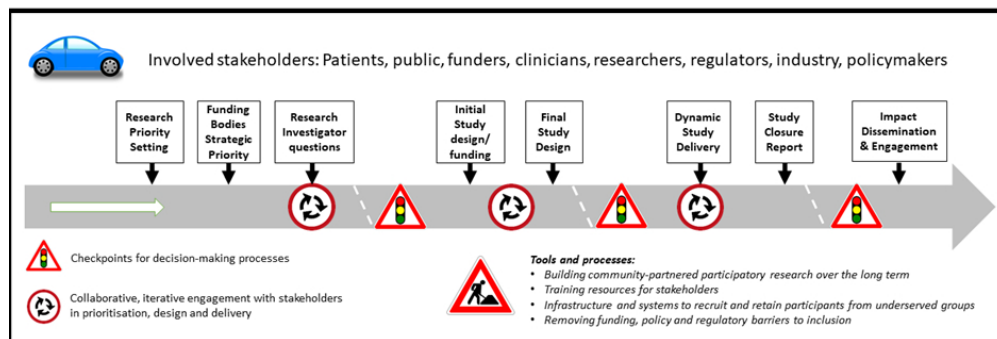 Involved stakeholders: Patients, public, funders, clinicians, researchers, regulators, industry, policymakers
Research
Priority
Setting
Funding
Bodies
Strategic
Priority
Research
Investigator
questions
Initial
Study
design/
funding
Final
Study
Design
Dynamic
Study
Delivery
Study
Closure
Report
Impact
Dissemination
& Engagement
Checkpoints for decision-making processes
Collaborative, iterative engagement with stakeholders
in prioritisation, design and delivery
Tools and processes:
• Building community-partnered participatory research over the long term
• Training resources for stakeholders
• Infrastructure and systems to recruit and retain participants from underserved groups
• Removing funding, policy and regulatory barriers to inclusion